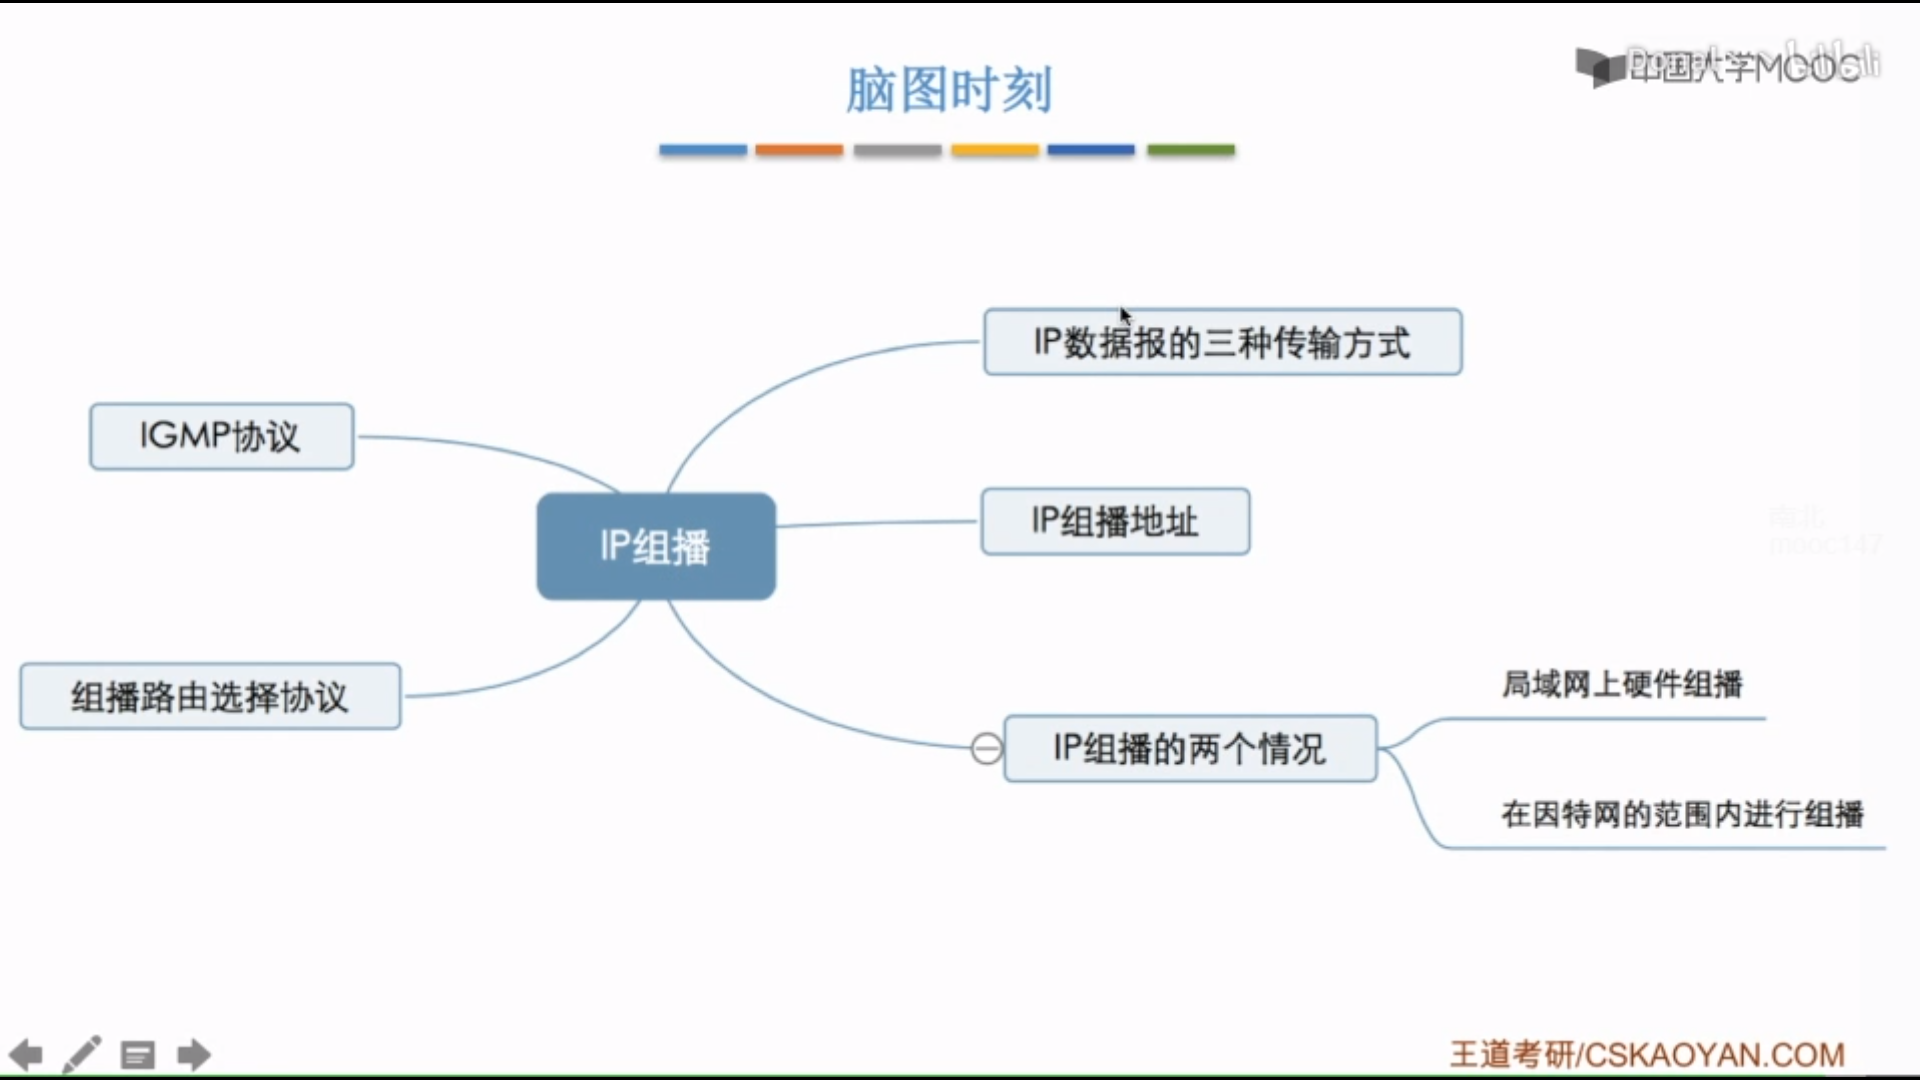 脑图时刻
中国大学MOOC
IP数据报的三种传输方式
IGMP协议
IP组播地址
IP组播
南北
mooc147
组播路由选择协议
局域网上硬件组播
IP组播的两个情况
在因特网的范围内进行组播
王道考研/CSKAOYAN.COM